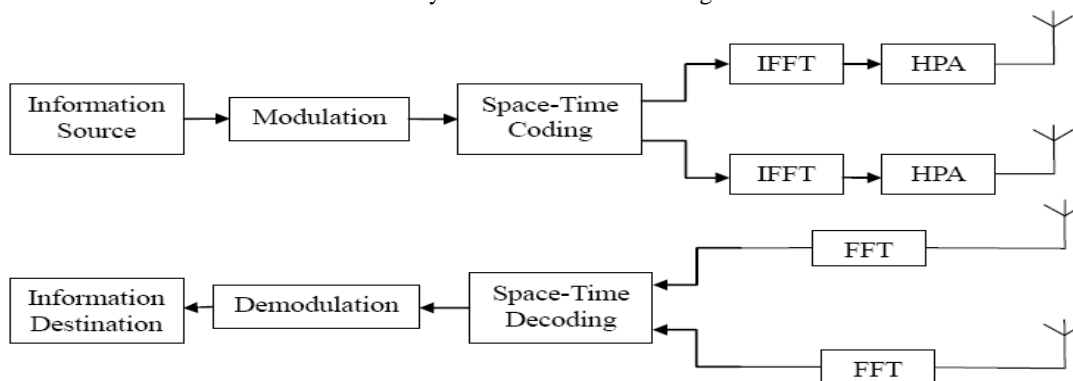 IFFT
HPA
Information
Source
Modulation
Space-Time
Coding
IFFT
HPA
FFT
Information
Destination
Demodulation
Space-Time
Decoding
FFT